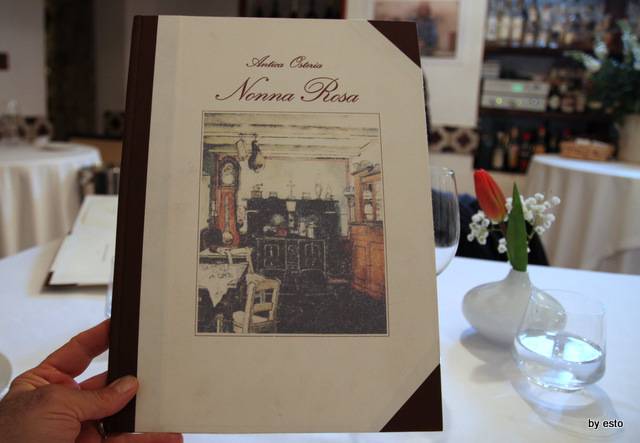 Antica Osteria
Nonna Rosa
by esto